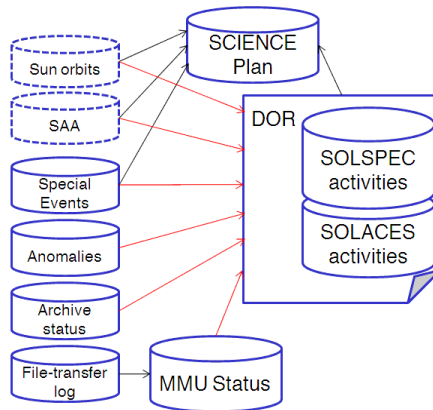 SCIENCE
Plan
Sun orbits
SAA
Special
Events
Anomalies
Archive
status
File-transfer
log
MMU Status
DOR
SOLSPEC
activities
SOLACES
activities